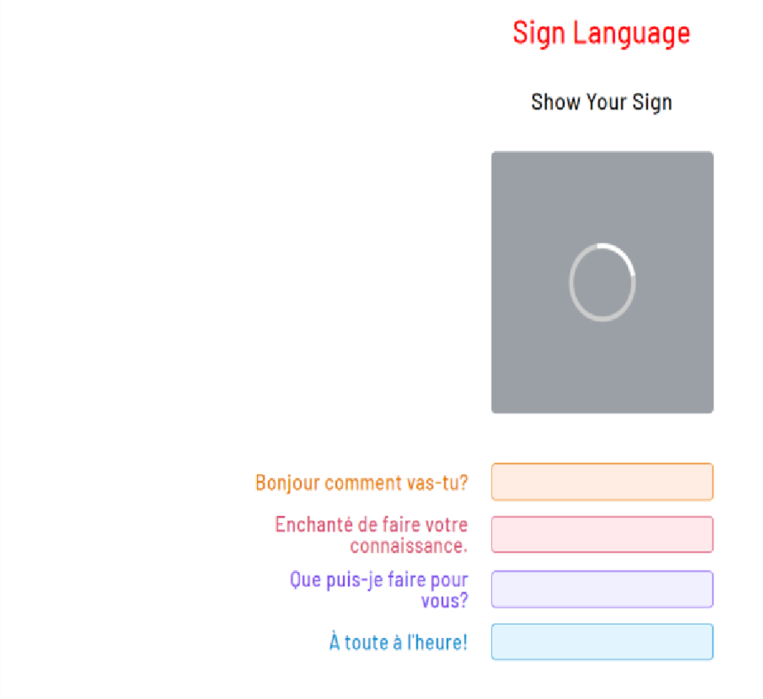 Sign Language
Show Your Sign
Bonjour comment vas-tu?
Enchanté de faire votre
connaissance.
Que puis-je faire pour
vous?
À toute à l'heure!